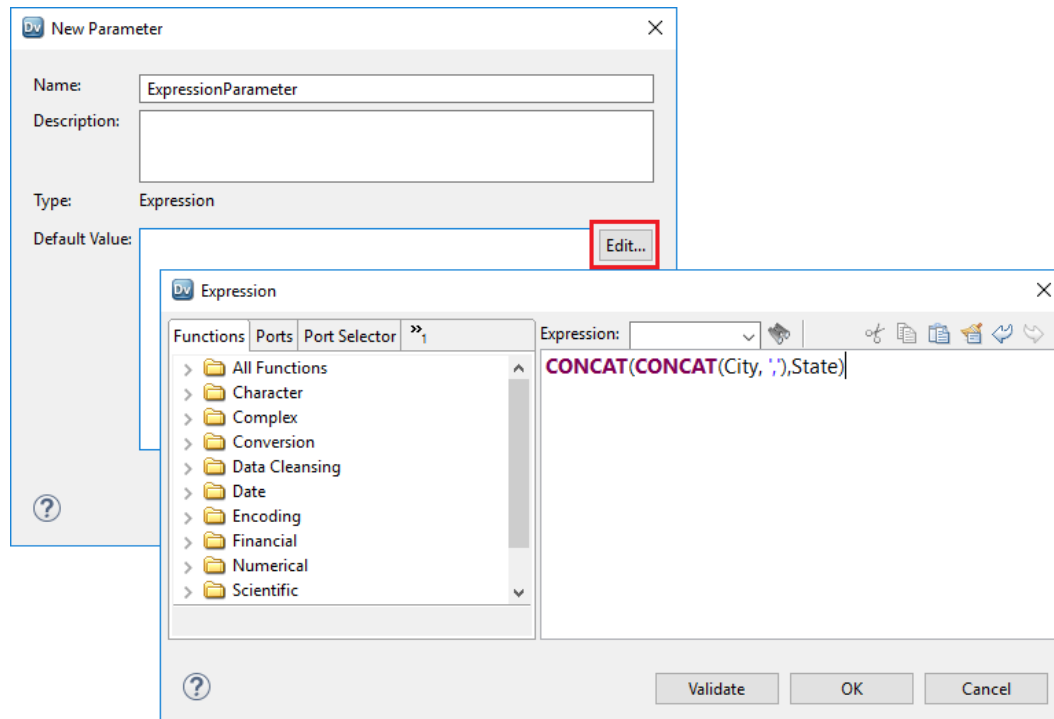 Dv New Parameter
Name: ExpressionParameter
Description:
Type: Expression
Default Value:
Edit...
Dv Expression
Functions Ports Port Selector »1
All Functions
Character
Complex
Conversion
Data Cleansing
Date
Encoding
Financial
Numerical
Scientific
Expression:
CONCAT(CONCAT(City, ','),State)
?
?
Validate OK Cancel